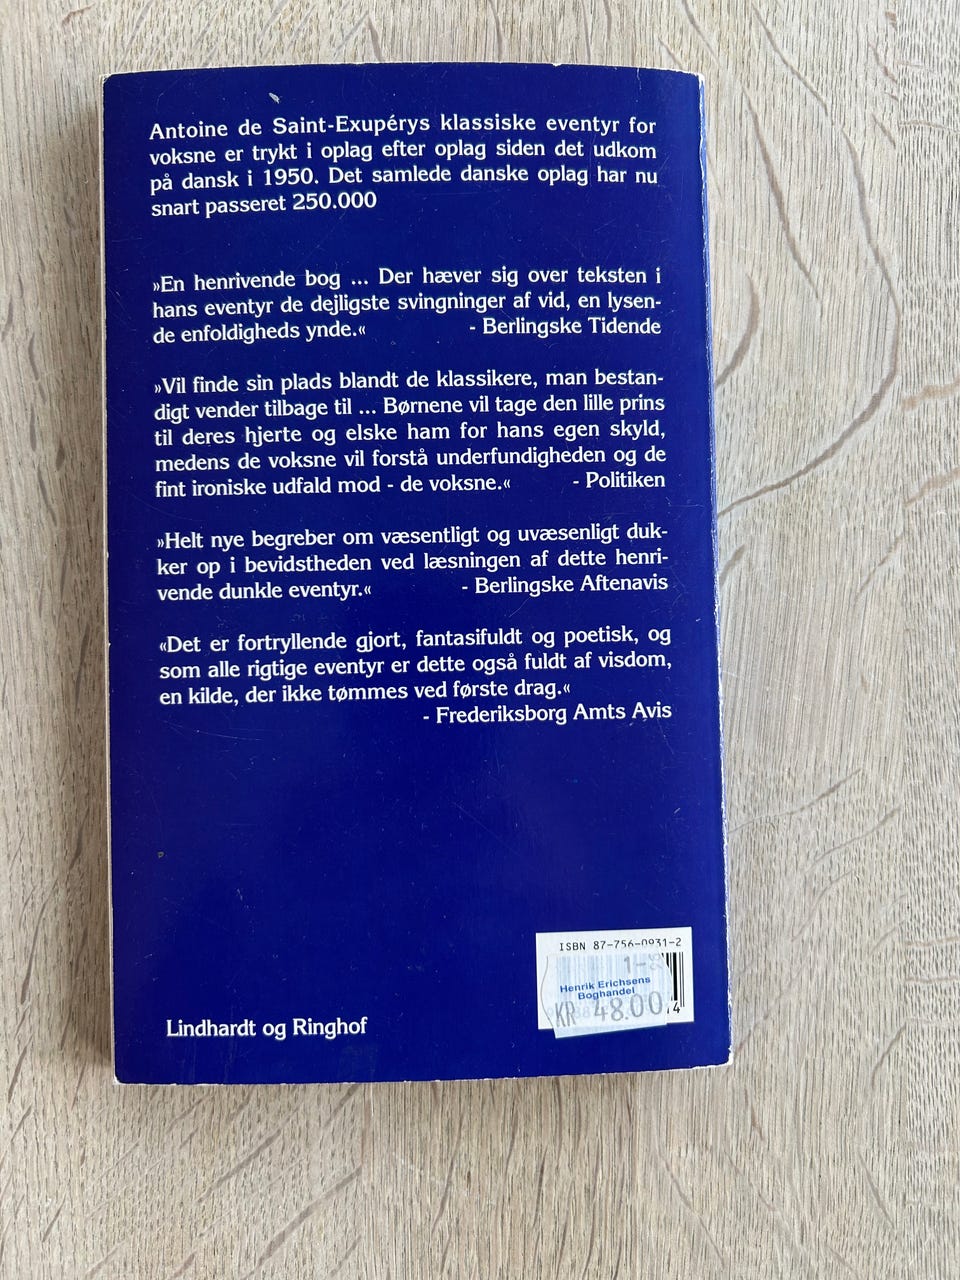 Antoine de Saint-Exupérys klassiske eventyr for
voksne er trykt i oplag efter oplag siden det udkom
på dansk i 1950. Det samlede danske oplag har nu
snart passeret 250.000
»En henrivende bog ... Der hæver sig over teksten i
hans eventyr de dejligste svingninger af vid, en lysen-
de enfoldigheds ynde.« - Berlingske Tidende
»Vil finde sin plads blandt de klassikere, man bestan-
digt vender tilbage til ... Børnene vil tage den lille prins
til deres hjerte og elske ham for hans egen skyld,
medens de voksne vil forstå underfundigheden og de
fint ironiske udfald mod - de voksne.« - Politiken
»Helt nye begreber om væsentligt og uvæsenligt duk-
ker op i bevidstheden ved læsningen af dette henri-
vende dunkle eventyr.« - Berlingske Aftenavis
«Det er fortryllende gjort, fantasifuldt og poetisk, og
som alle rigtige eventyr er dette også fuldt af visdom,
en kilde, der ikke tømmes ved første drag.«
- Frederiksborg Amts Avis
ISBN 87-756-0931-2
1-
Henrik Erichsens
Boghandel
KR 48.00
Lindhardt og Ringhof